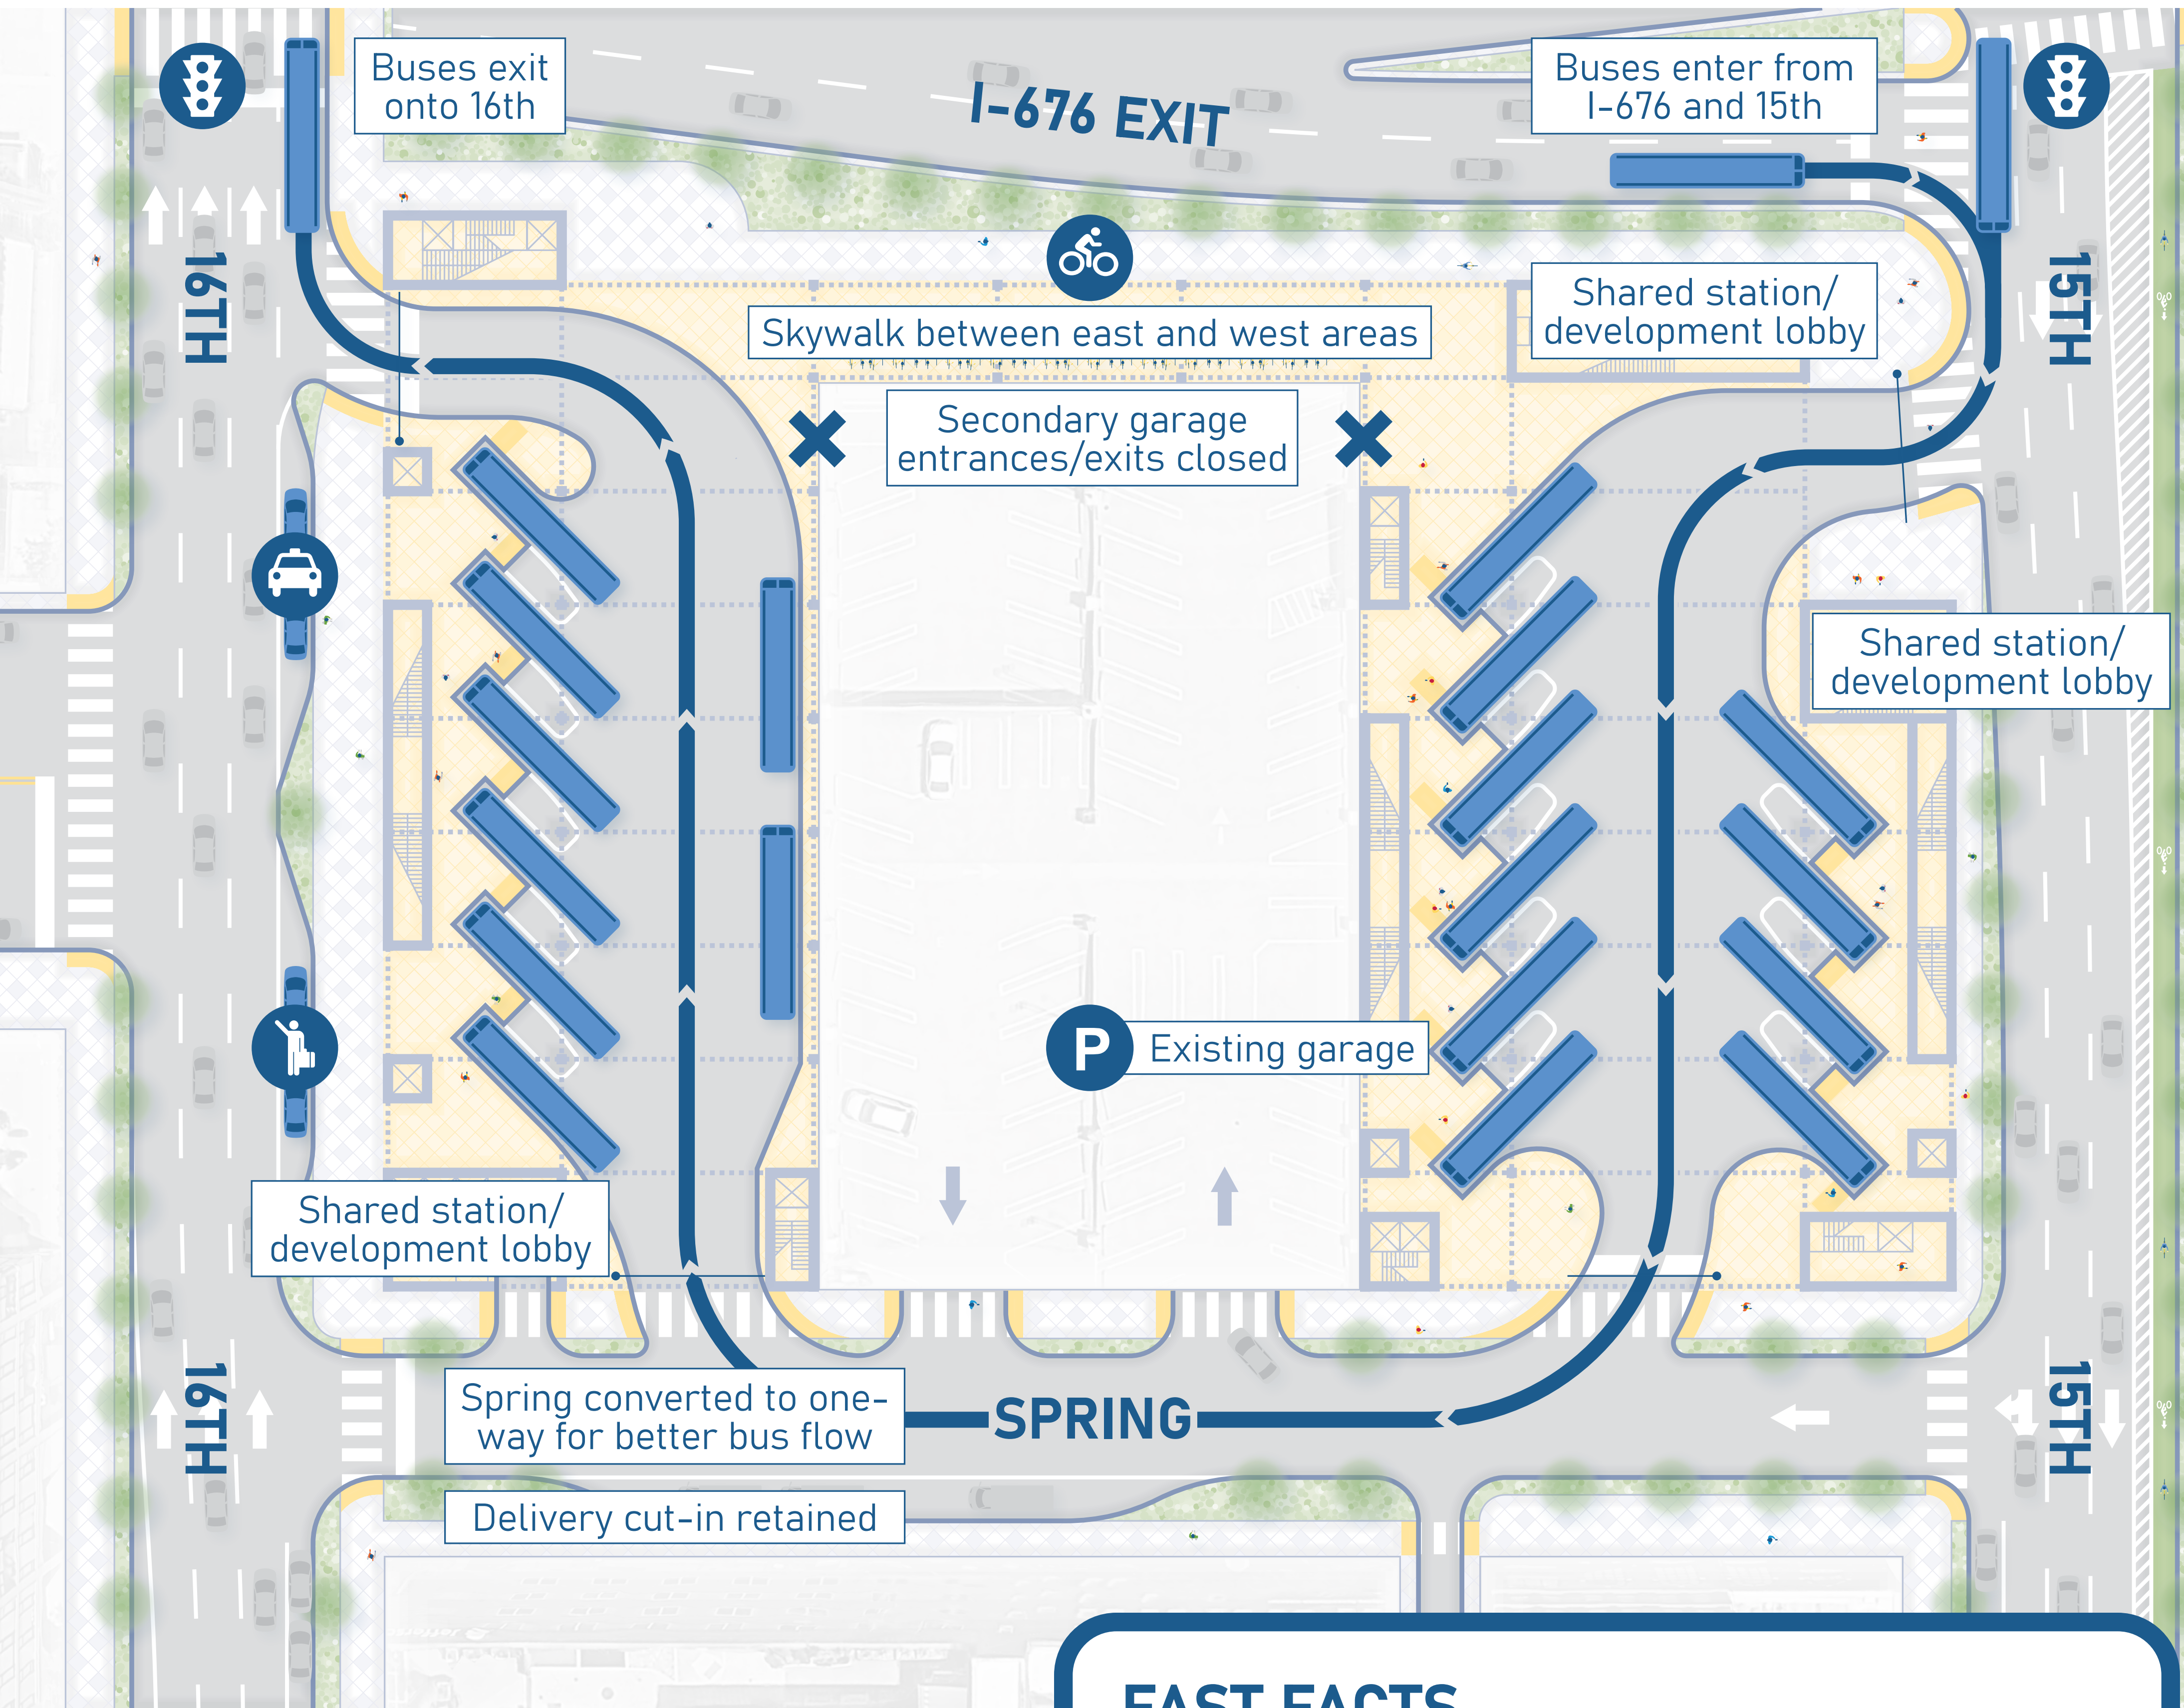 Buses exit
onto 16th
I-676 EXIT
Buses enter from
I-676 and 15th
16TH
15TH
Skywalk between east and west areas
Shared station/
development lobby
Secondary garage
entrances/exits closed
Shared station/
development lobby
P
Existing garage
Shared station/
development lobby
16TH
15TH
Spring converted to one-
way for better bus flow
SPRING
Delivery cut-in retained
FAST FACTS